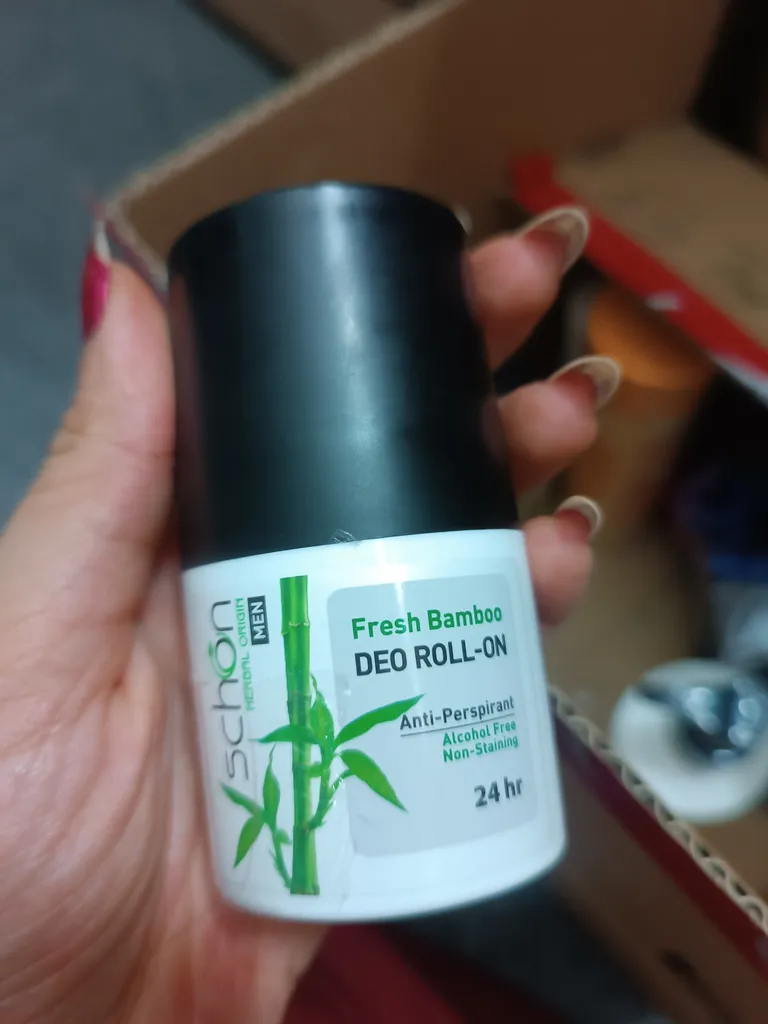 schön
HERBAL ORIGIN
MEN
Fresh Bamboo
DEO ROLL-ON
Anti-Perspirant
Alcohol Free
Non-Staining
24 hr